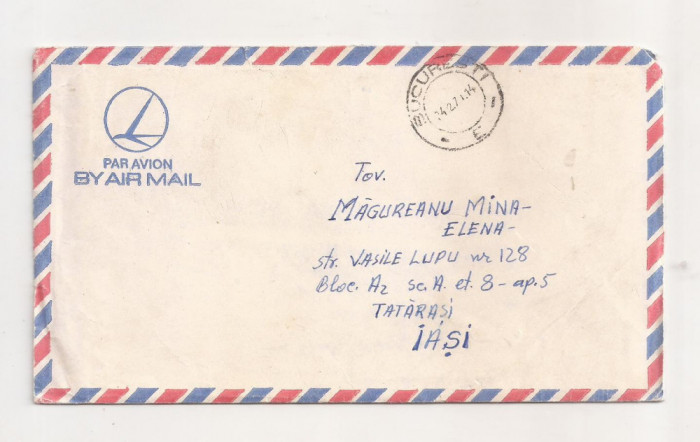 PAR AVION
BY AIR MAIL
BUCUREȘTI
Tov.
MĂGUREANU MINA-
ELENA-
str. VASILE LUPU nr 128
Bloc. A2 sc. A. et. 8 - ap. 5
TATĂRAȘI
IAȘI